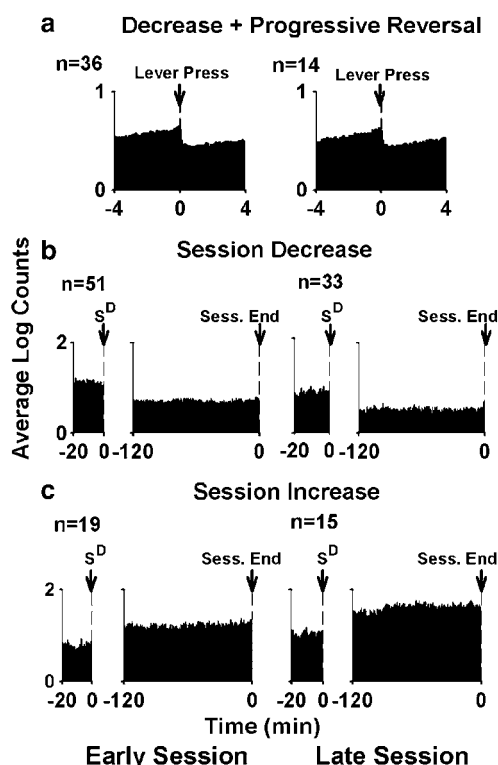 a Decrease + Progressive Reversal
n=36 Lever Press n=14 Lever Press
1
0
-4 0 4 -4 0 4
b Session Decrease
n=51 n=33
S^D Sess. End S^D Sess. End
2
0
-20 0 -120 0 -20 0 -120 0
Average Log Counts
c Session Increase
n=19 n=15
S^D Sess. End S^D Sess. End
2
0
-20 0 -120 0 -20 0 -120 0
Time (min)
Early Session Late Session